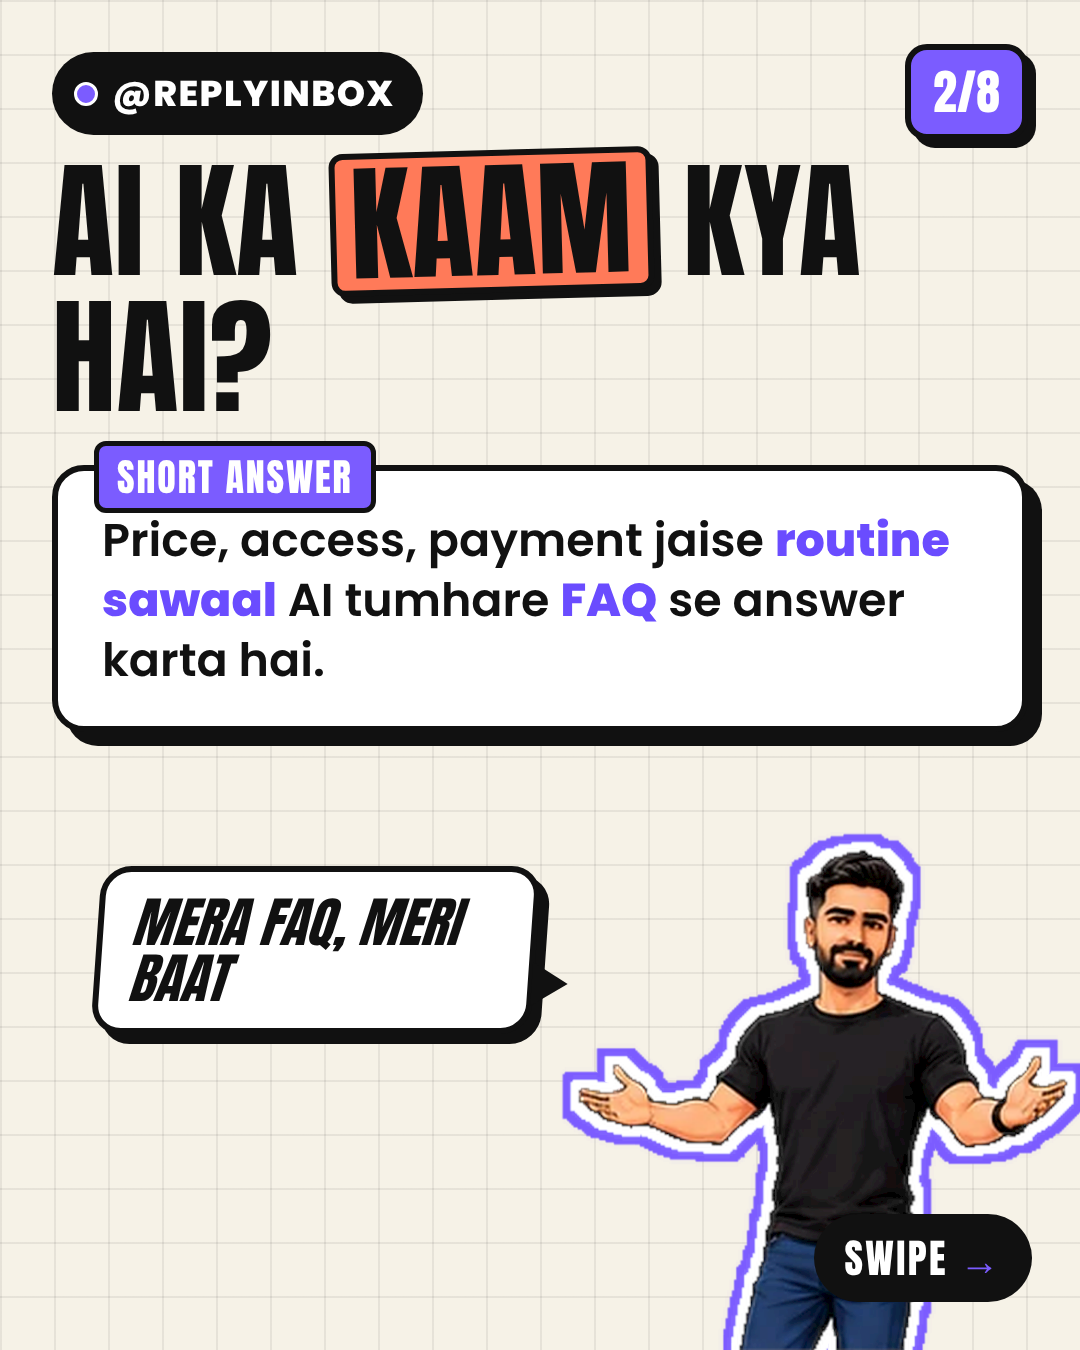 @REPLYINBOX
2/8
AI KA KAAM KYA
HAI?
SHORT ANSWER
Price, access, payment jaise routine
sawaal AI tumhare FAQ se answer
karta hai.
MERA FAQ, MERI
BAAT
SWIPE →